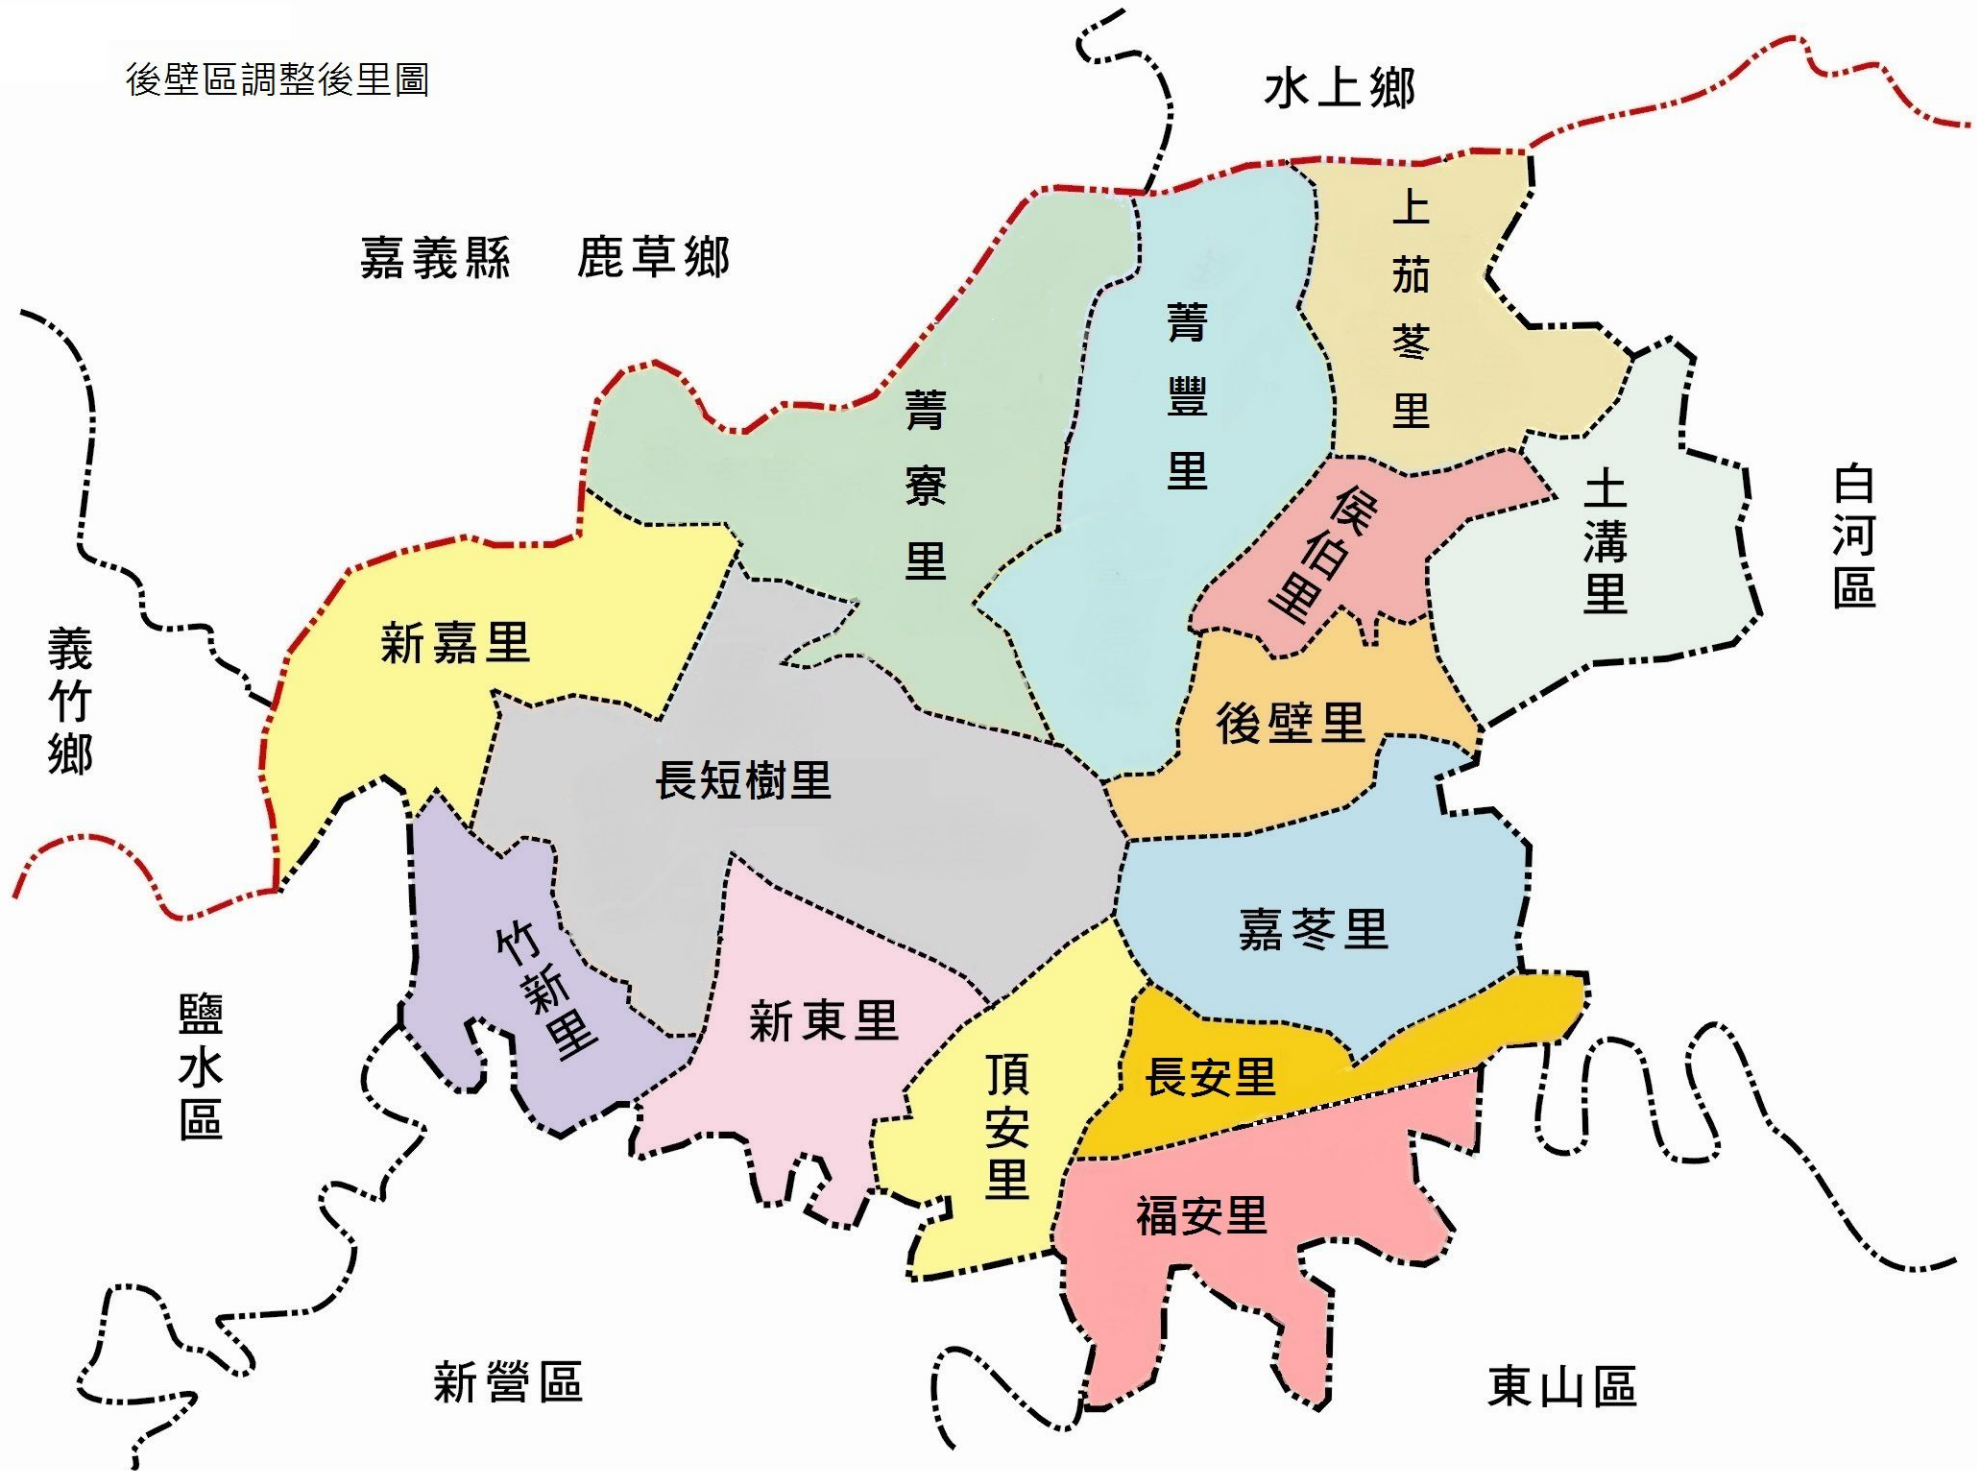 後壁區調整後里圖
水上鄉
嘉義縣 鹿草鄉
上茄苳里
菁豐里
菁寮里
侯伯里
土溝里
白河區
新嘉里
義竹鄉
後壁里
長短樹里
嘉苳里
竹新里
新東里
鹽水區
頂安里
長安里
福安里
新營區
東山區